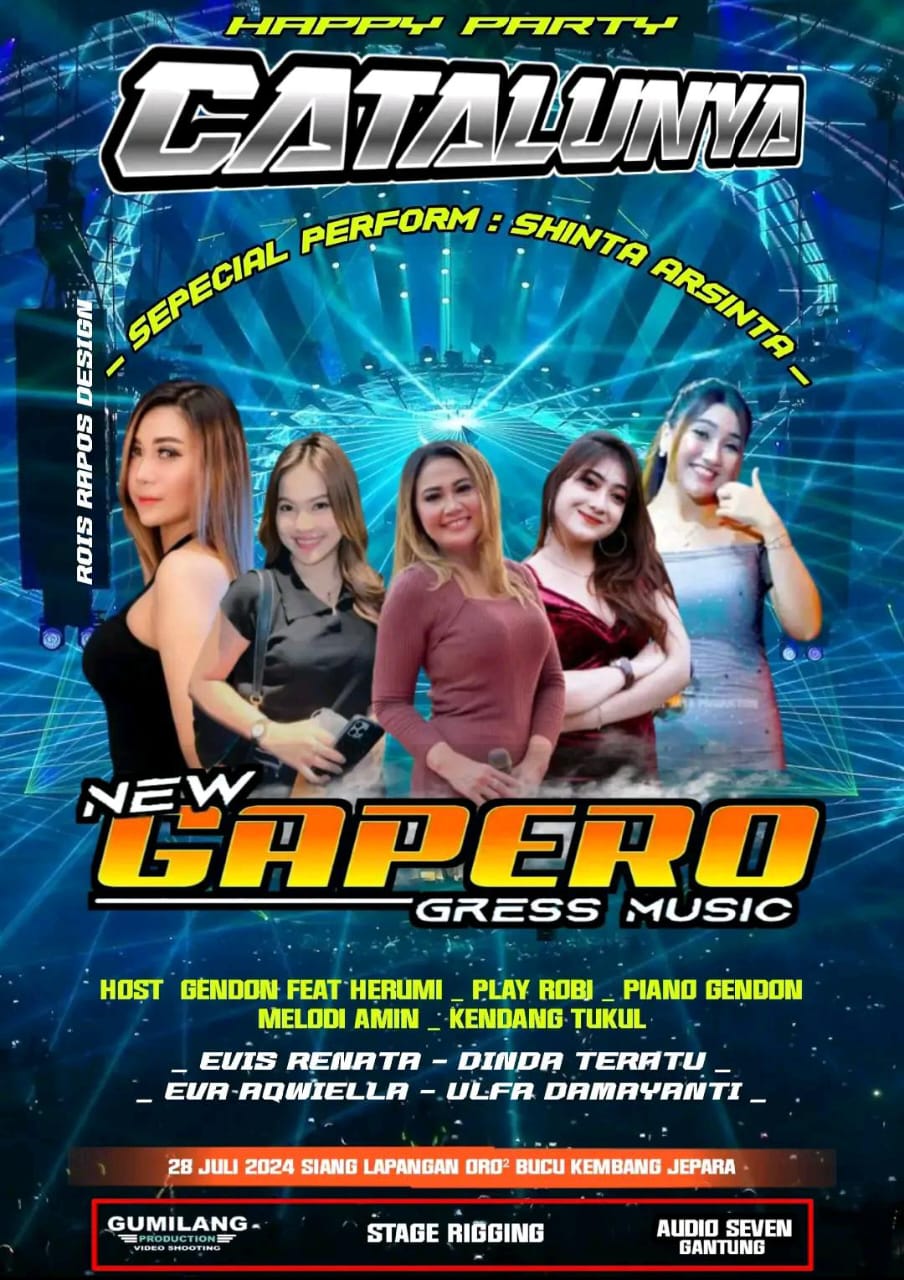 HAPPY PARTY
CATALUNYA
- SEPECIAL PERFORM : SHINTA ARSINTA -
ROIS RAPOS DESIGN
NEW
GAPERO
GRESS MUSIC
HOST GENDON FEAT HERUMI _ PLAY ROBI _ PIANO GENDON
MELODI AMIN _ KENDANG TUKUL
_ EVIS RENATA - DINDA TERATU _
_ EVA AQWIELLA - ULFA DAMAYANTI _
28 JULI 2024 SIANG LAPANGAN ORO² BUCU KEMBANG JEPARA
GUMILANG
PRODUCTION
VIDEO SHOOTING
STAGE RIGGING
AUDIO SEVEN
GANTUNG